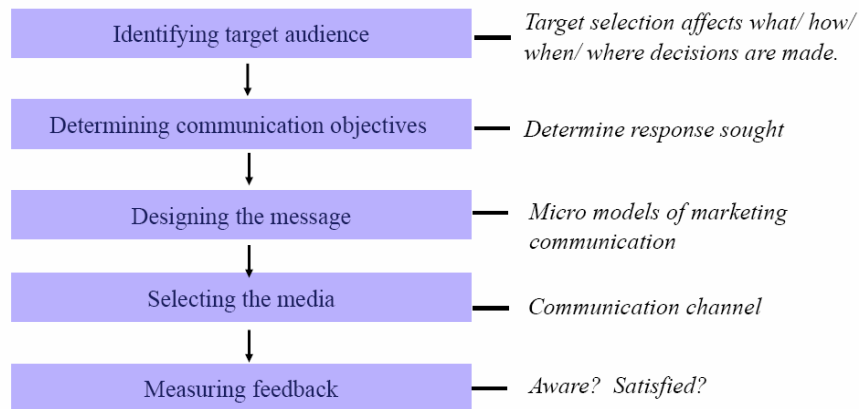 Identifying target audience
Target selection affects what/ how/
when/ where decisions are made.
Determining communication objectives
Determine response sought
Designing the message
Micro models of marketing
communication
Selecting the media
Communication channel
Measuring feedback
Aware? Satisfied?